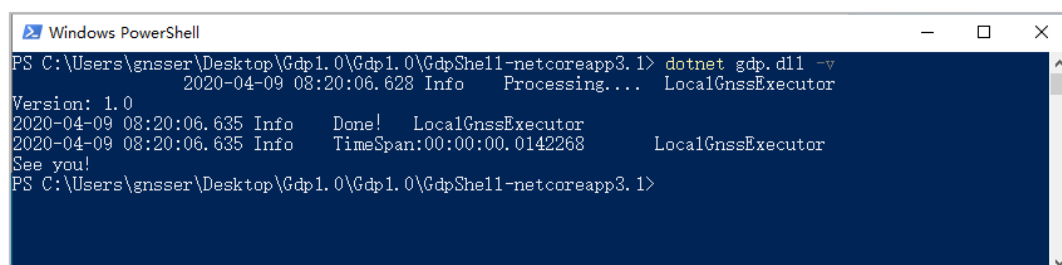 Windows PowerShell
PS C:\Users\gnsser\Desktop\Gdp1.0\Gdp1.0\GdpShell-netcoreapp3.1> dotnet gdp.dll -v
2020-04-09 08:20:06.628 Info Processing.... LocalGnssExecutor
Version: 1.0
2020-04-09 08:20:06.635 Info Done! LocalGnssExecutor
2020-04-09 08:20:06.635 Info TimeSpan:00:00:00.0142268 LocalGnssExecutor
See you!
PS C:\Users\gnsser\Desktop\Gdp1.0\Gdp1.0\GdpShell-netcoreapp3.1>